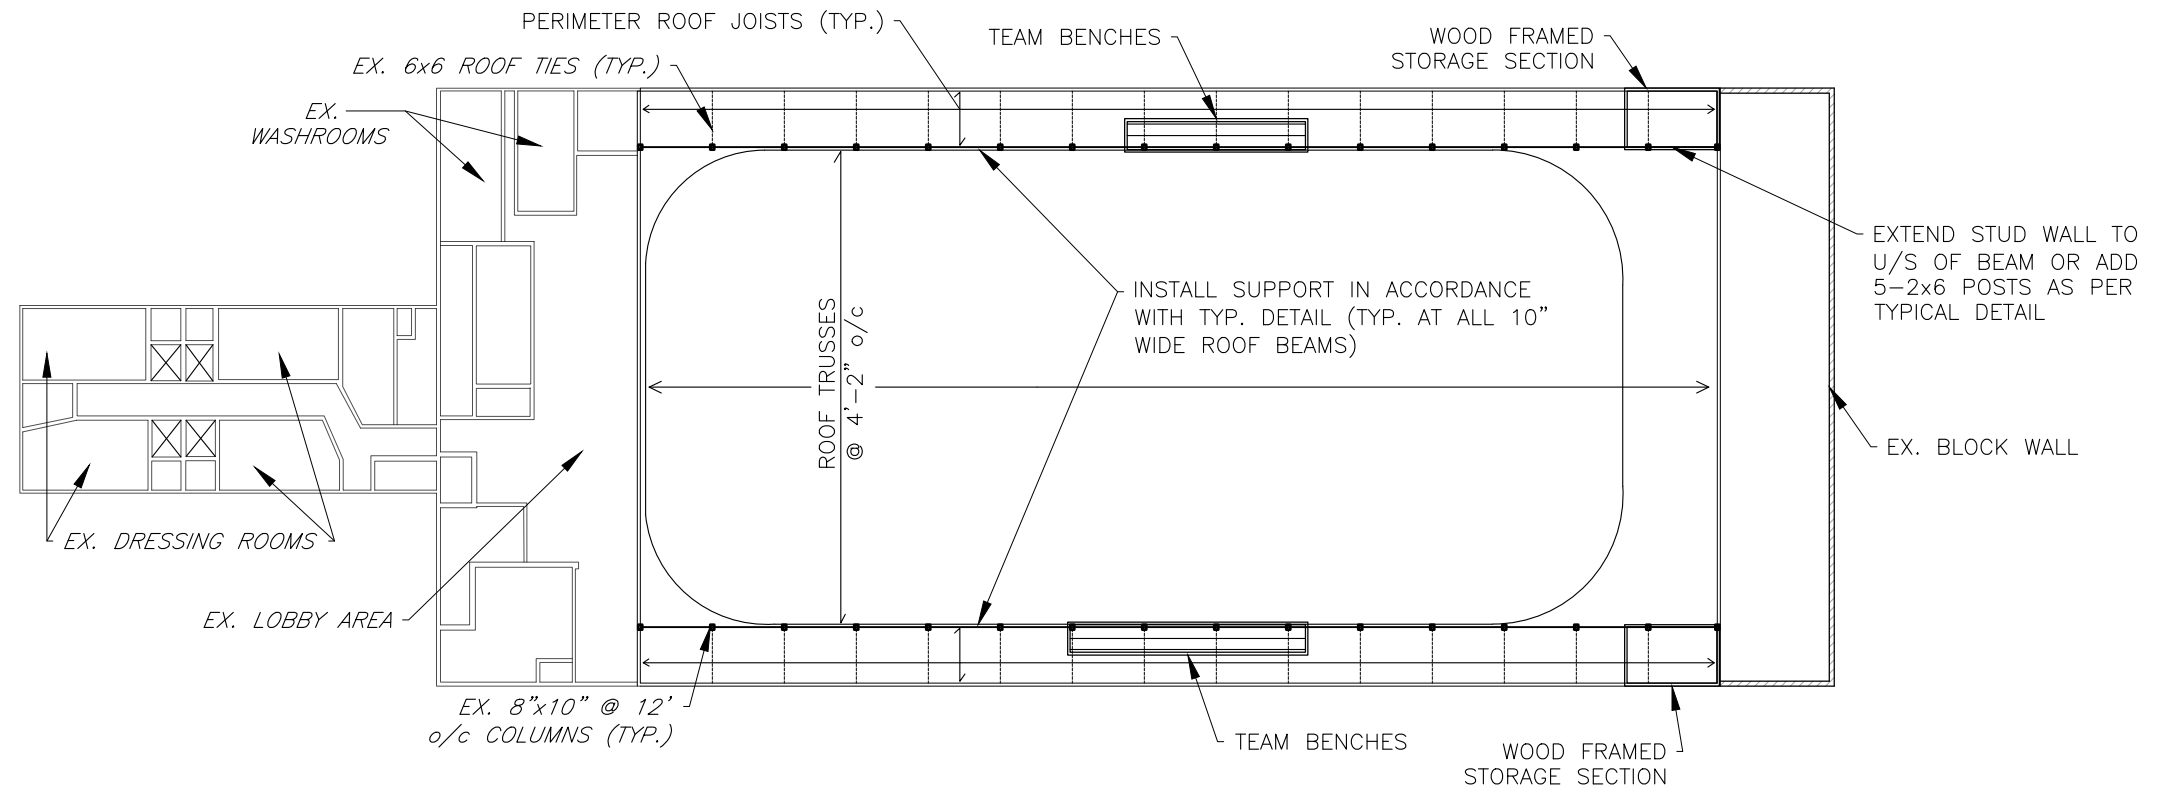 PERIMETER ROOF JOISTS (TYP.)
TEAM BENCHES
WOOD FRAMED
STORAGE SECTION
EX. 6x6 ROOF TIES (TYP.)
EX.
WASHROOMS
EXTEND STUD WALL TO
U/S OF BEAM OR ADD
5-2x6 POSTS AS PER
TYPICAL DETAIL
INSTALL SUPPORT IN ACCORDANCE
WITH TYP. DETAIL (TYP. AT ALL 10"
WIDE ROOF BEAMS)
ROOF TRUSSES
@ 4'-2" o/c
EX. BLOCK WALL
EX. DRESSING ROOMS
EX. LOBBY AREA
EX. 8"x10" @ 12'
o/c COLUMNS (TYP.)
TEAM BENCHES
WOOD FRAMED
STORAGE SECTION